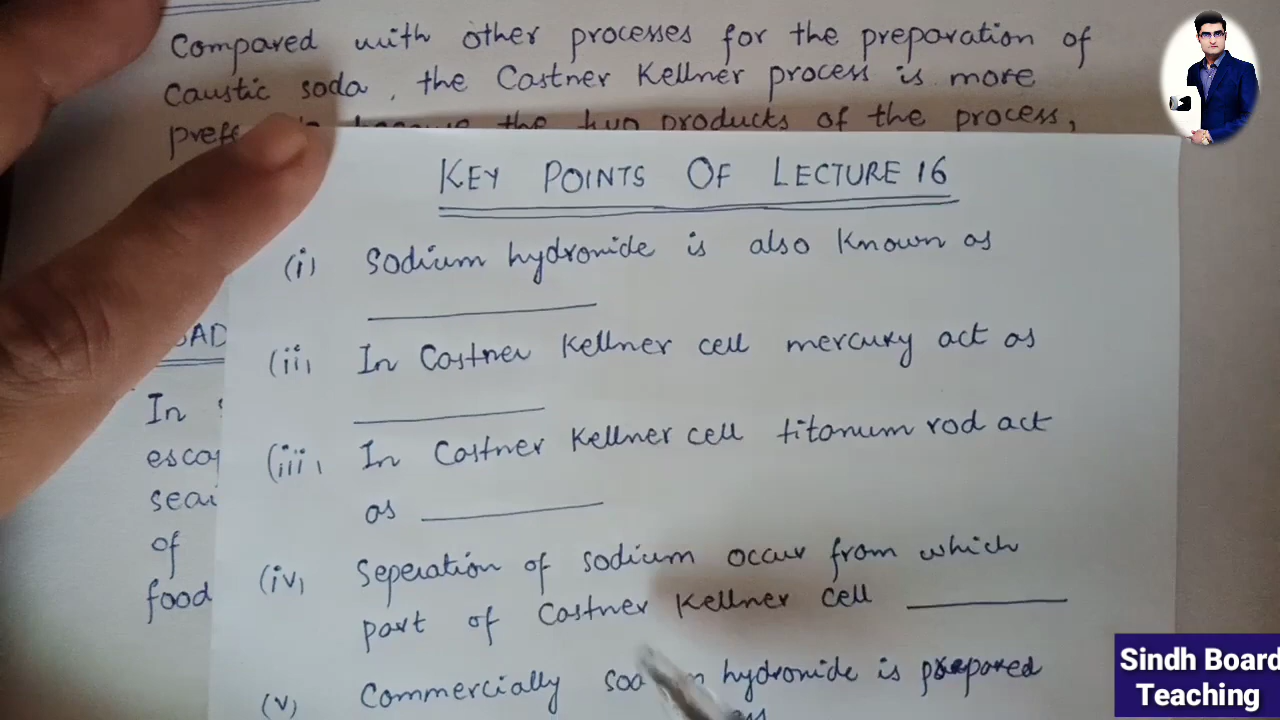 Compared with other processes for the preparation of
Caustic soda, the Castner Kellner process is more
the two products of the process,
KEY POINTS OF LECTURE 16
(i) Sodium hydroxide is also known as
(ii) In Castner Kellner cell mercury act as
(iii) In Castner Kellner cell titanum rod act
as
(iv) Seperation of sodium occur from which
part of Castner Kellner cell
(v) Commercially hydroxide is prepared
In
of
food
Sindh Board
Teaching